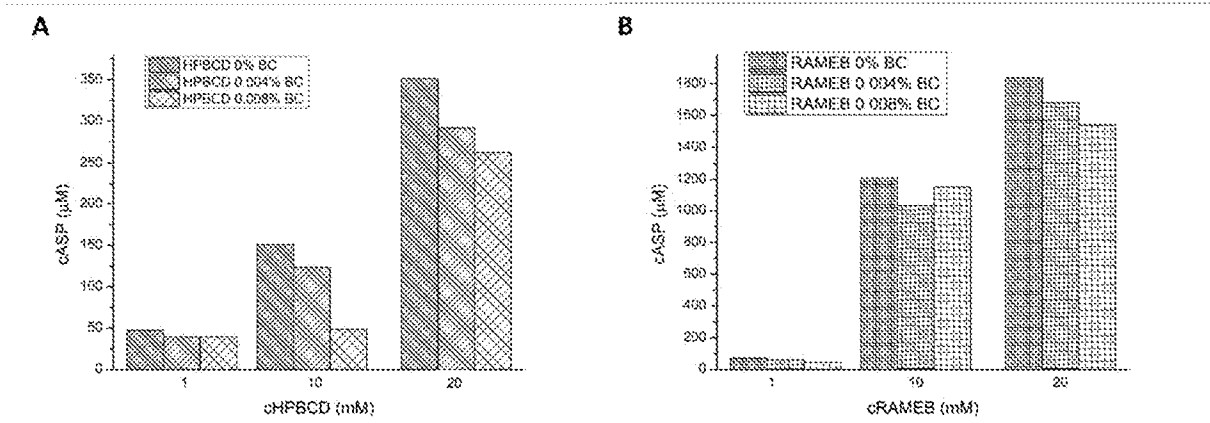 A
HPBCD 0% BC
HPBCD 0.004% BC
HPBCD 0.008% BC
350
300
250
200
150
100
50
0
cASP (µM)
1
10
20
cHPBCD (mM)
B
RAMEB 0% BC
RAMEB 0.004% BC
RAMEB 0.008% BC
1800
1600
1400
1200
1000
800
600
400
200
0
cASP (µM)
1
10
20
cRAMEB (mM)